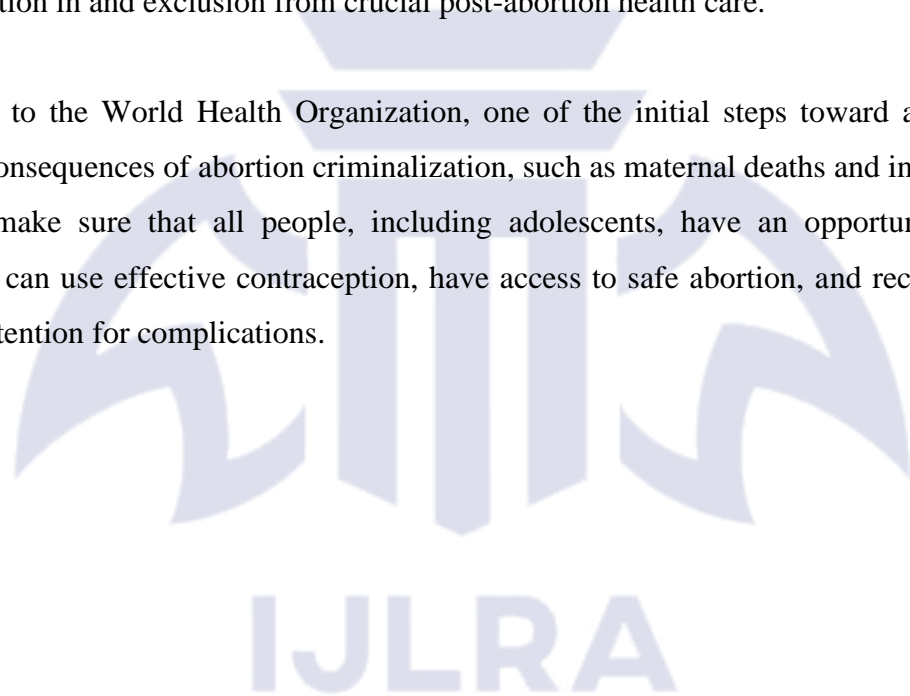 tion in and exclusion from crucial post-abortion health care.
to the World Health Organization, one of the initial steps toward a
onsequences of abortion criminalization, such as maternal deaths and in
make sure that all people, including adolescents, have an opportun
can use effective contraception, have access to safe abortion, and rec
tention for complications.
IJLRA